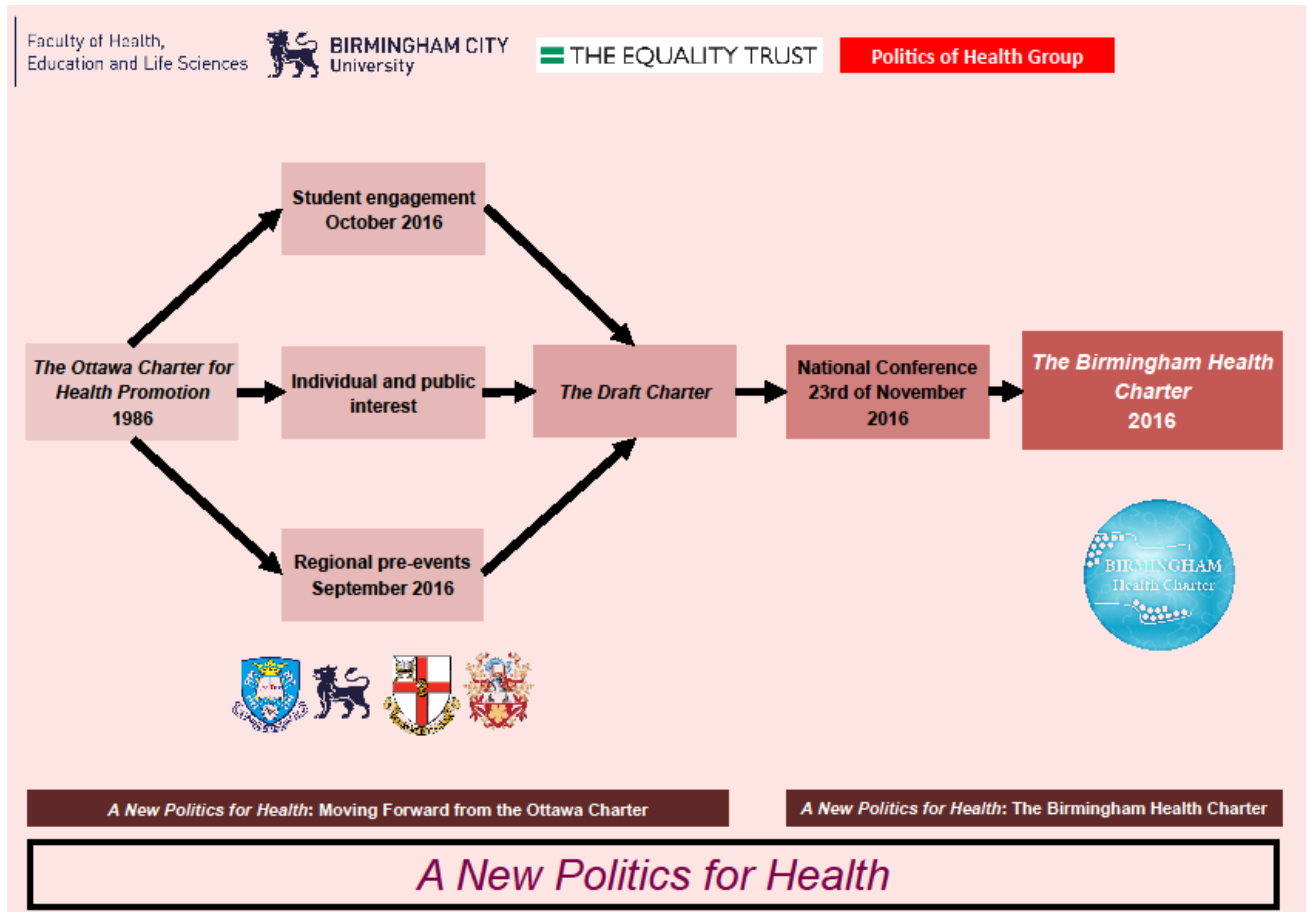 Faculty of Health,
Education and Life Sciences
BIRMINGHAM CITY
University
THE EQUALITY TRUST
Politics of Health Group
Student engagement
October 2016
The Ottawa Charter for
Health Promotion
1986
Individual and public
interest
The Draft Charter
National Conference
23rd of November
2016
The Birmingham Health
Charter
2016
Regional pre-events
September 2016
BIRMINGHAM
Health Charter
A New Politics for Health: Moving Forward from the Ottawa Charter
A New Politics for Health: The Birmingham Health Charter
A New Politics for Health